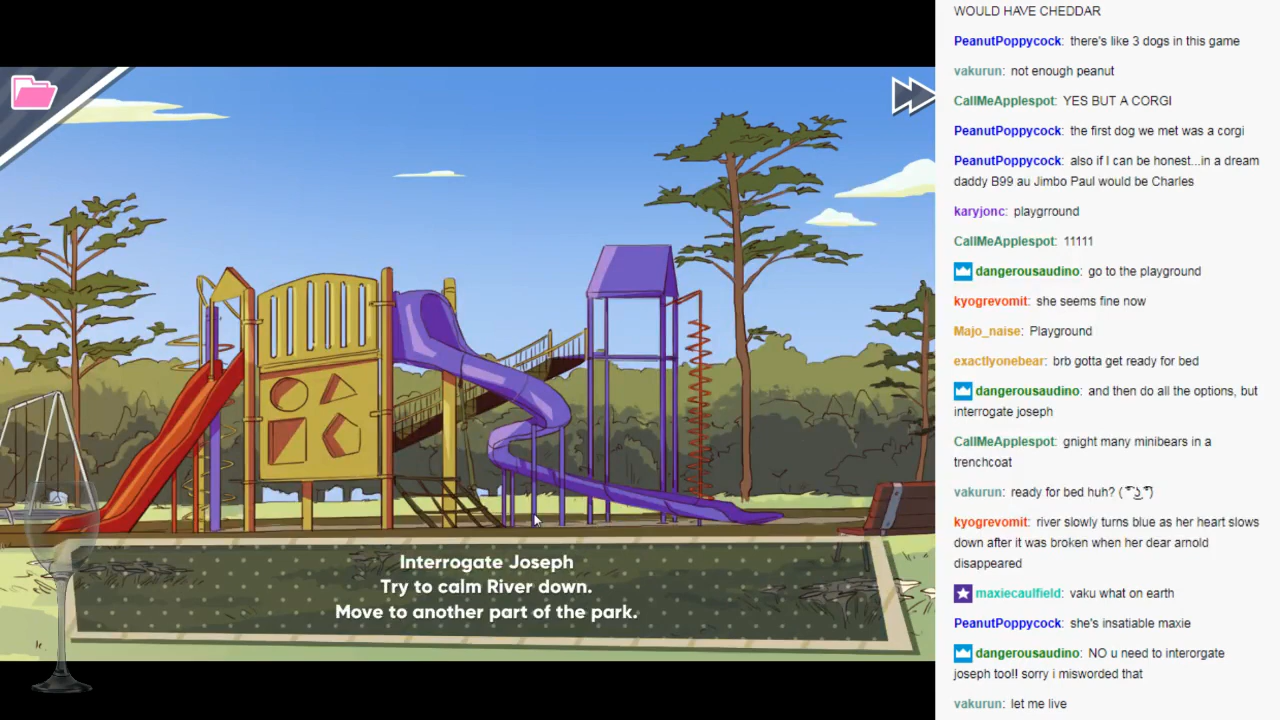 Interrogate Joseph
Try to calm River down.
Move to another part of the park.
WOULD HAVE CHEDDAR
PeanutPoppycock: there's like 3 dogs in this game
vakurun: not enough peanut
CallMeApplespot: YES BUT A CORGI
PeanutPoppycock: the first dog we met was a corgi
PeanutPoppycock: also if I can be honest...in a dream
daddy B99 au Jimbo Paul would be Charles
karyjonc: playgrround
CallMeApplespot: 11111
dangerousaudino: go to the playground
kyogrevomit: she seems fine now
Majo_naise: Playground
exactlyonebear: brb gotta get ready for bed
dangerousaudino: and then do all the options, but
interrogate joseph
CallMeApplespot: gnight many minibears in a
trenchcoat
vakurun: ready for bed huh? ( ͡° ͜ʖ ͡°)
kyogrevomit: river slowly turns blue as her heart slows
down after it was broken when her dear arnold
disappeared
maxiecaulfield: vaku what on earth
PeanutPoppycock: she's insatiable maxie
dangerousaudino: NO u need to interorgate
joseph too!! sorry i misworded that
vakurun: let me live